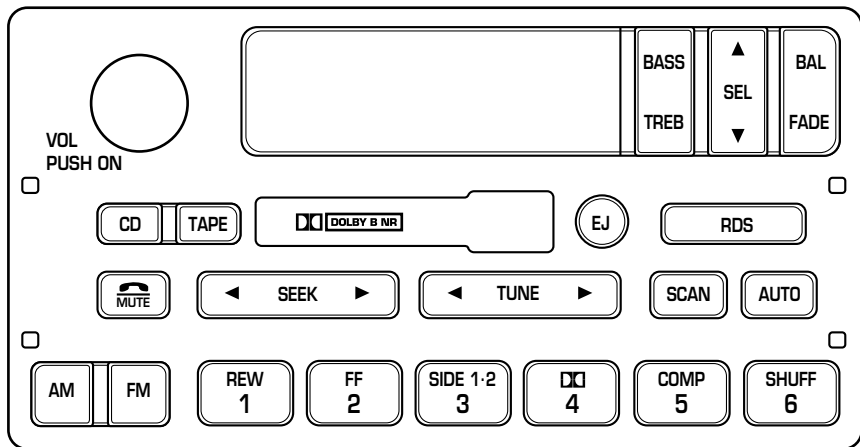 BASS
SEL
BAL
TREB
FADE
VOL
PUSH ON
CD
TAPE
DOLBY B NR
EJ
RDS
MUTE
SEEK
TUNE
SCAN
AUTO
AM
FM
REW
1
FF
2
SIDE 1·2
3
4
COMP
5
SHUFF
6